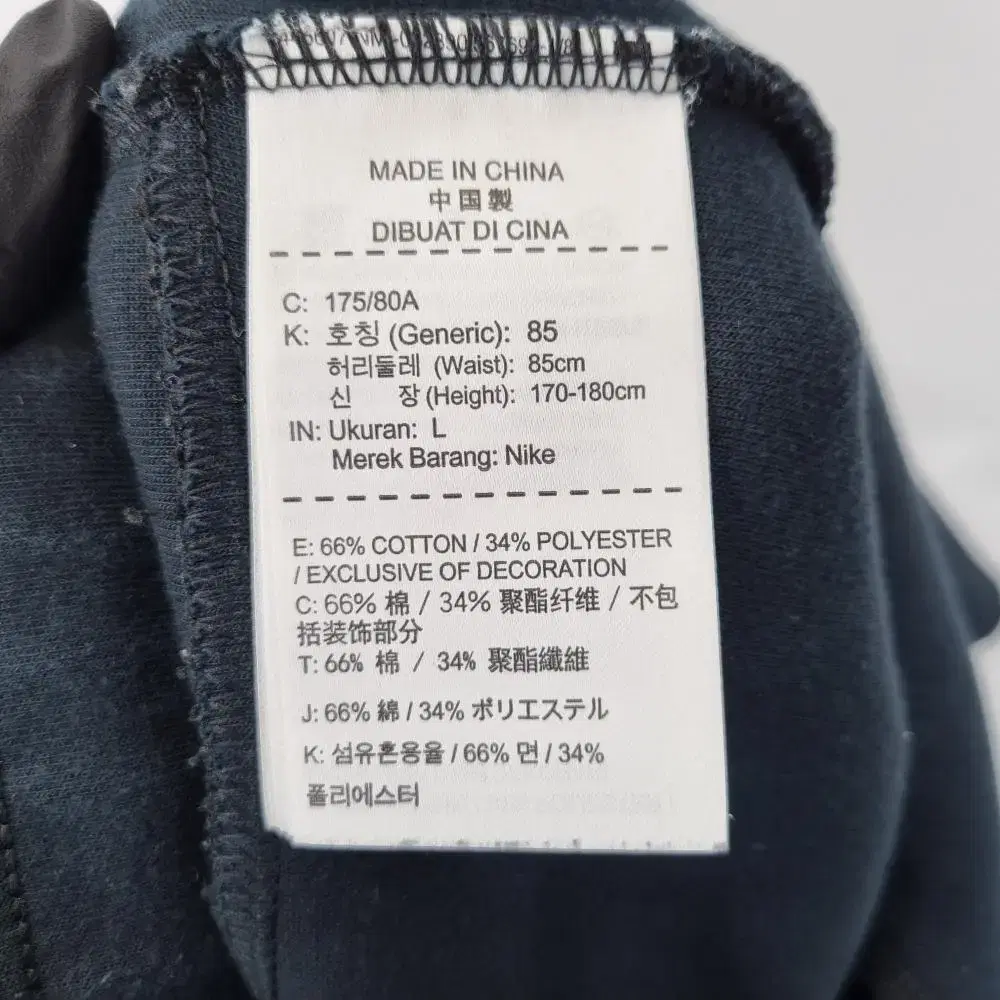 MADE IN CHINA
中国製
DIBUAT DI CINA
C: 175/80A
K: 호칭 (Generic): 85
허리둘레 (Waist): 85cm
신 장 (Height): 170-180cm
IN: Ukuran: L
Merek Barang: Nike
E: 66% COTTON / 34% POLYESTER
/ EXCLUSIVE OF DECORATION
C: 66% 棉 / 34% 聚酯纤维 / 不包
括装饰部分
T: 66% 棉 / 34% 聚酯纖維
J: 66% 綿 / 34% ポリエステル
K: 섬유혼용율 / 66% 면 / 34%
폴리에스터